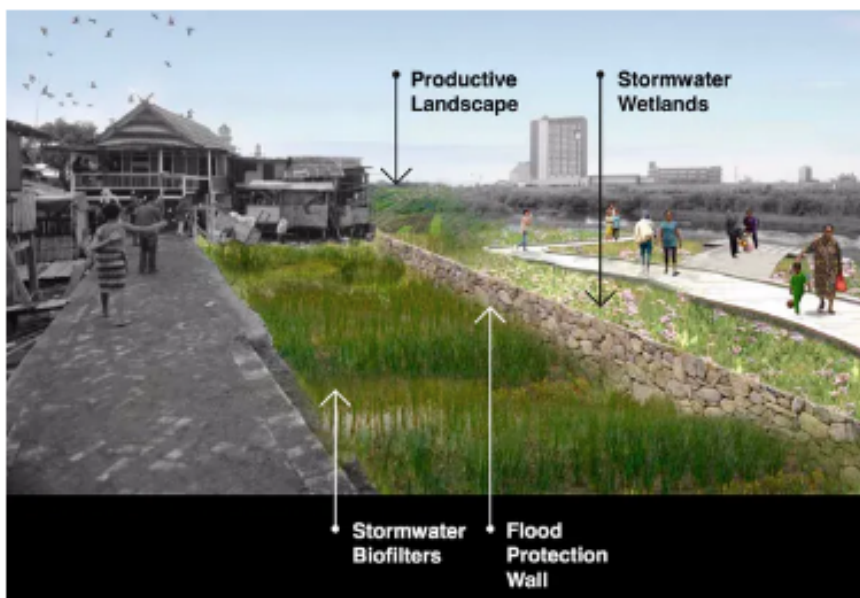 Productive
Landscape
Stormwater
Wetlands
Stormwater
Biofilters
Flood
Protection
Wall